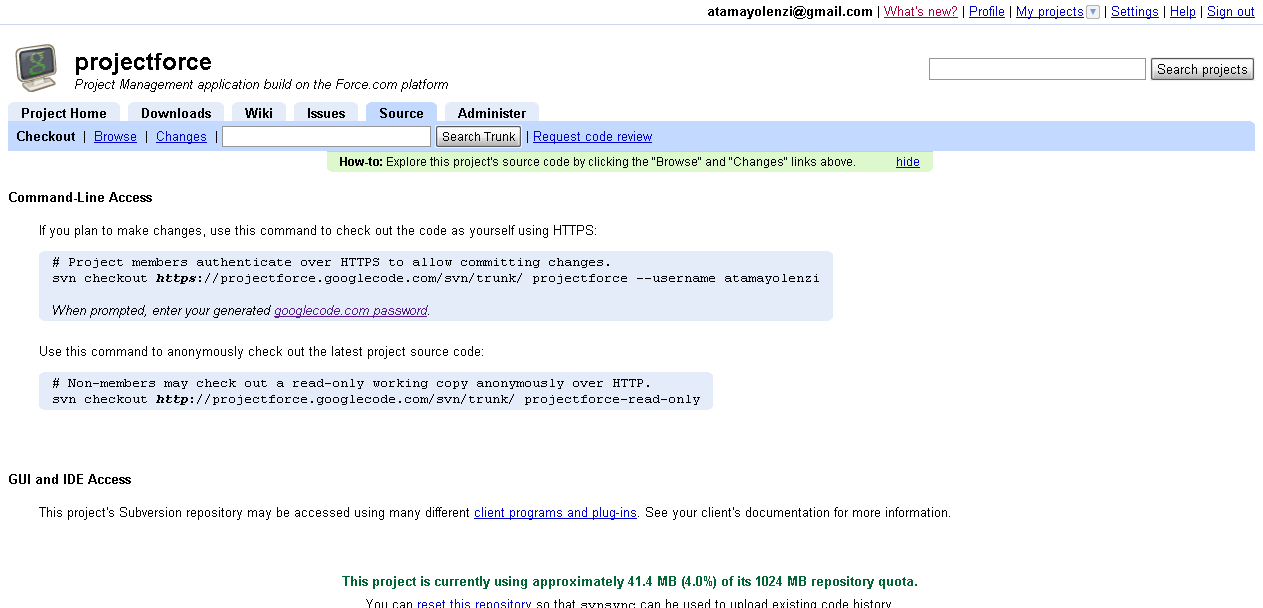 atamayolenzi@gmail.com | What's new? | Profile | My projects ▼ | Settings | Help | Sign out
projectforce
Project Management application build on the Force.com platform
Search projects
Project Home Downloads Wiki Issues Source Administer
Checkout | Browse | Changes | Search Trunk | Request code review
How-to: Explore this project's source code by clicking the "Browse" and "Changes" links above. hide
Command-Line Access
If you plan to make changes, use this command to check out the code as yourself using HTTPS:
# Project members authenticate over HTTPS to allow committing changes.
svn checkout https://projectforce.googlecode.com/svn/trunk/ projectforce --username atamayolenzi
When prompted, enter your generated googlecode.com password.
Use this command to anonymously check out the latest project source code:
# Non-members may check out a read-only working copy anonymously over HTTP.
svn checkout http://projectforce.googlecode.com/svn/trunk/ projectforce-read-only
GUI and IDE Access
This project's Subversion repository may be accessed using many different client programs and plug-ins. See your client's documentation for more information.
This project is currently using approximately 41.4 MB (4.0%) of its 1024 MB repository quota.
You can reset this repository so that svnsync can be used to upload existing code history.